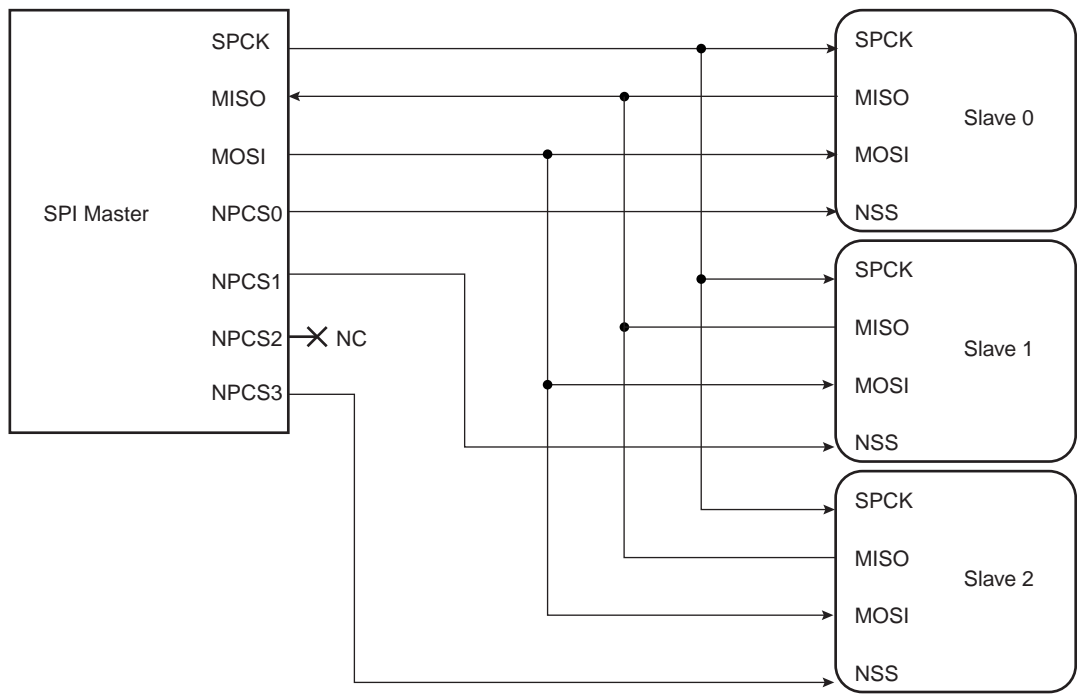 SPI Master
SPCK
MISO
MOSI
NPCS0
NPCS1
NPCS2
NC
NPCS3
SPCK
MISO
Slave 0
MOSI
NSS
SPCK
MISO
Slave 1
MOSI
NSS
SPCK
MISO
Slave 2
MOSI
NSS